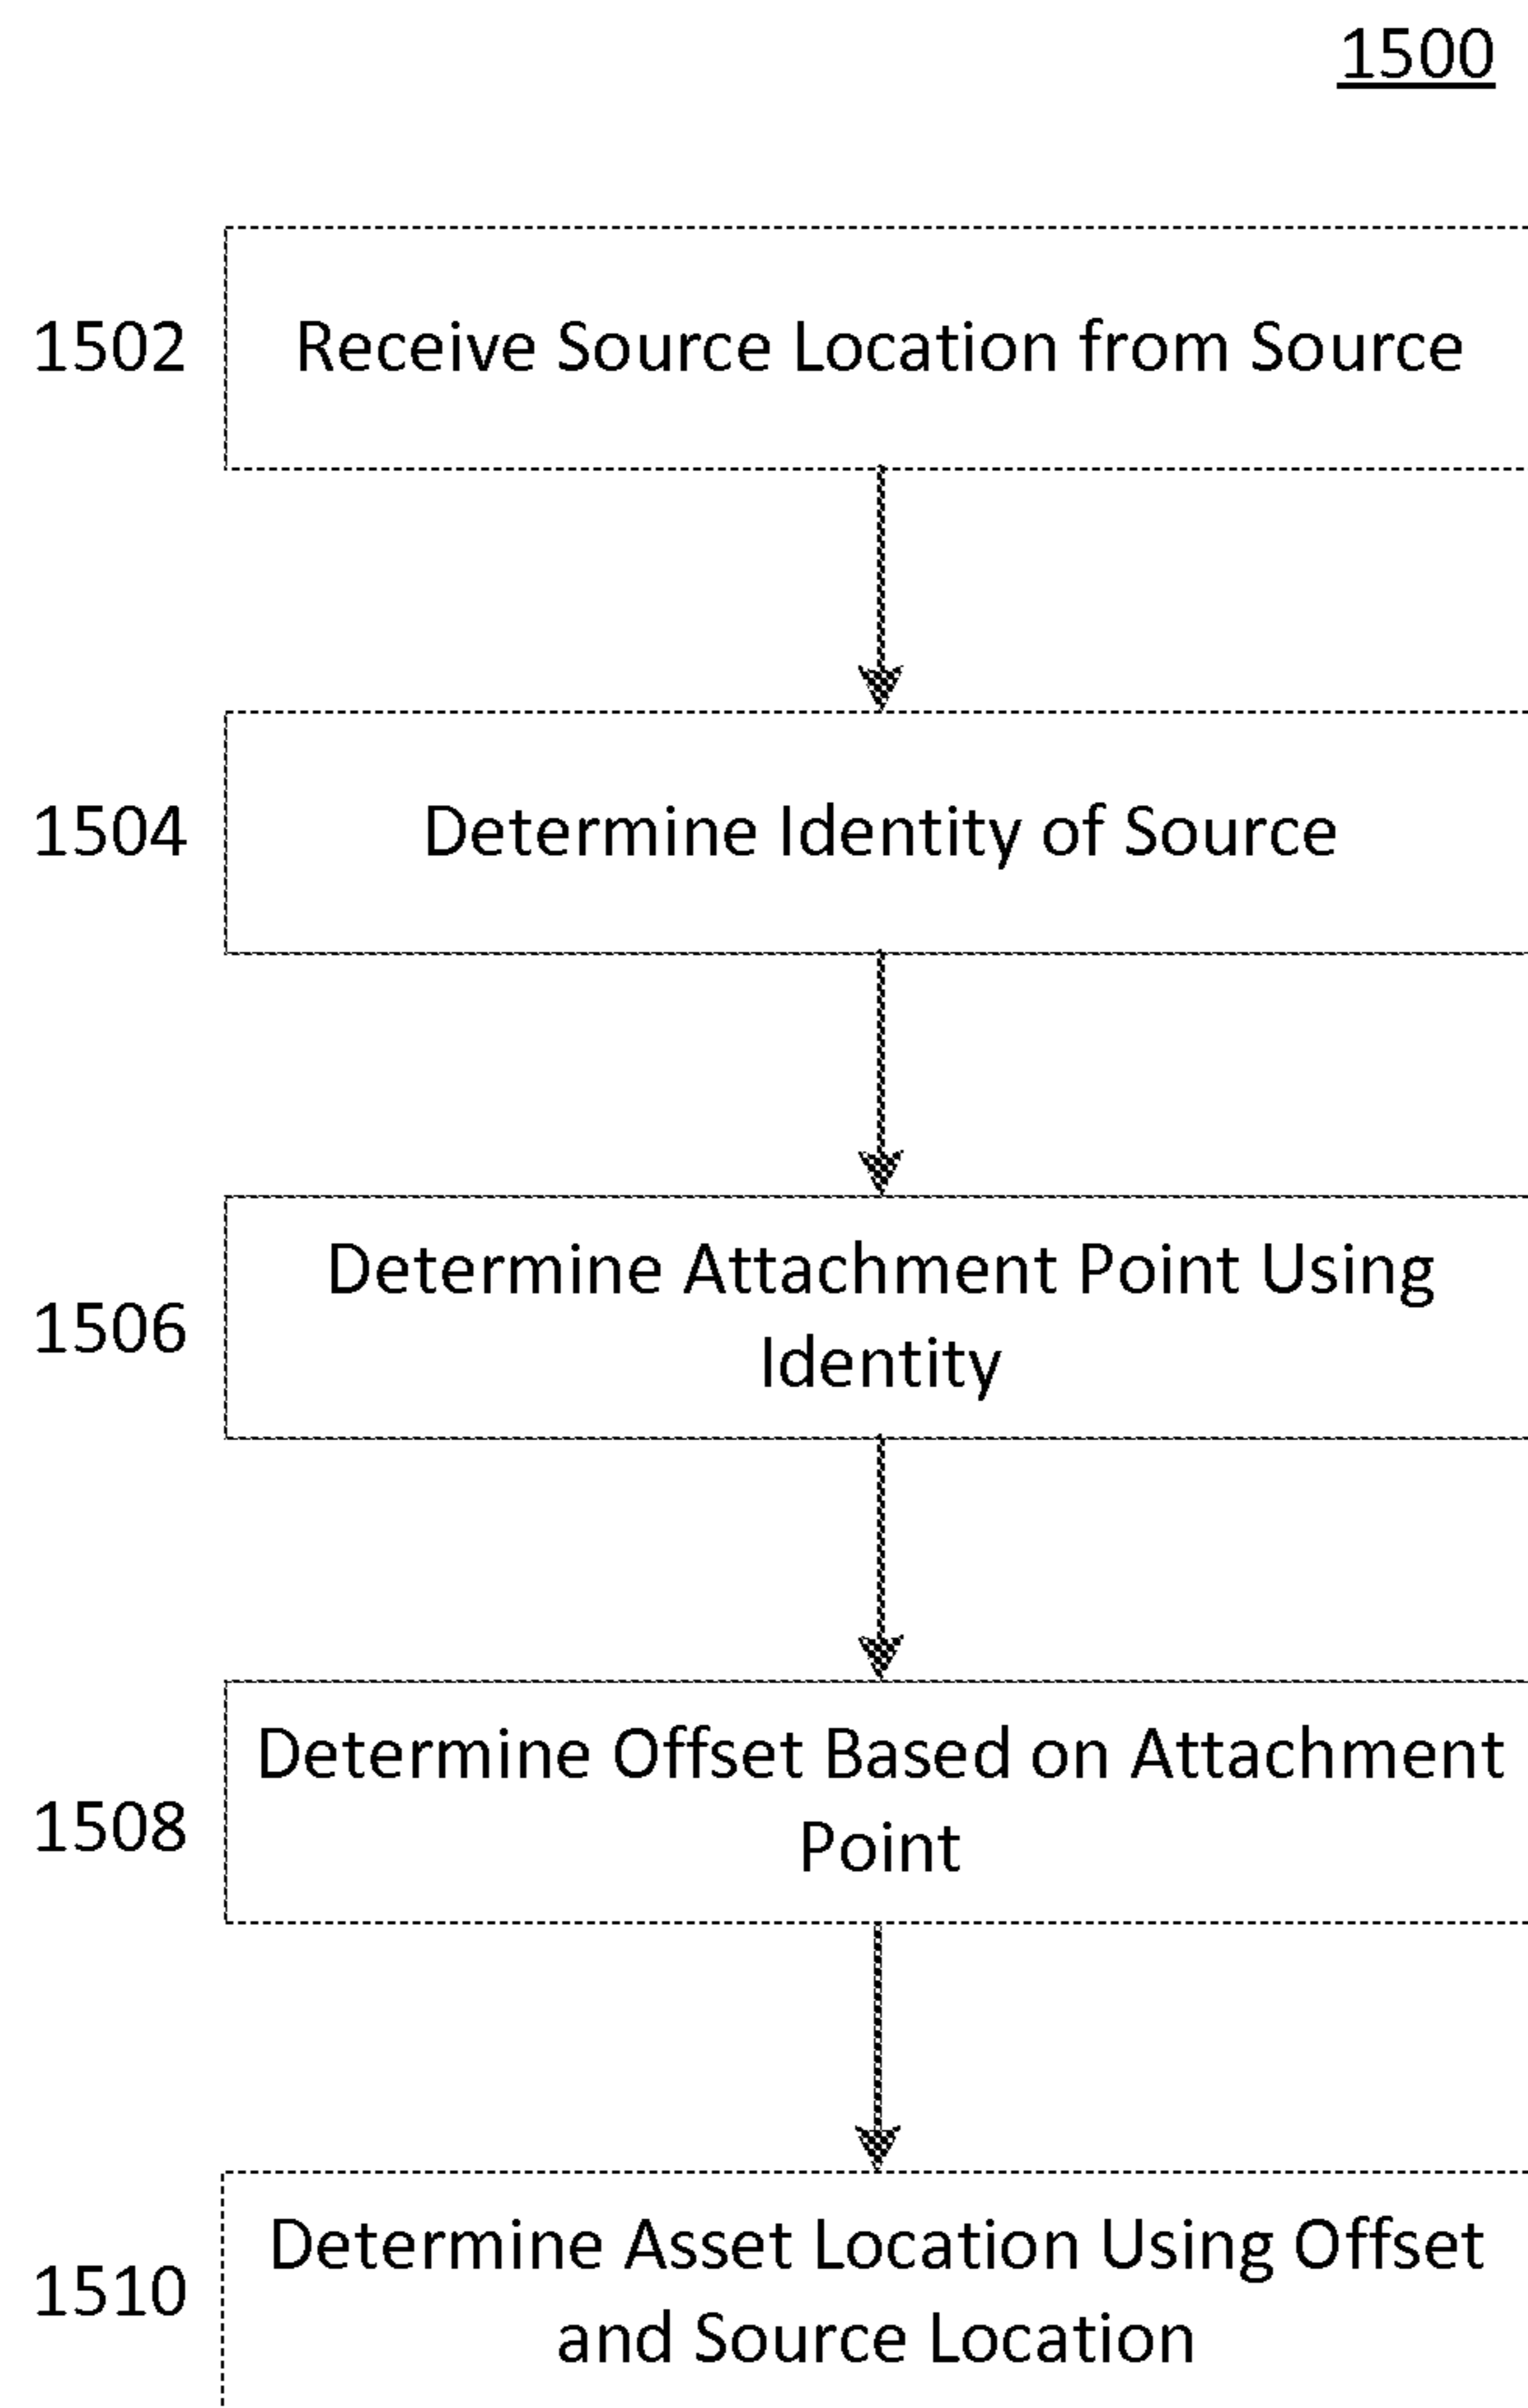 1500
1502
Receive Source Location from Source
1504
Determine Identity of Source
1506
Determine Attachment Point Using
Identity
1508
Determine Offset Based on Attachment
Point
1510
Determine Asset Location Using Offset
and Source Location